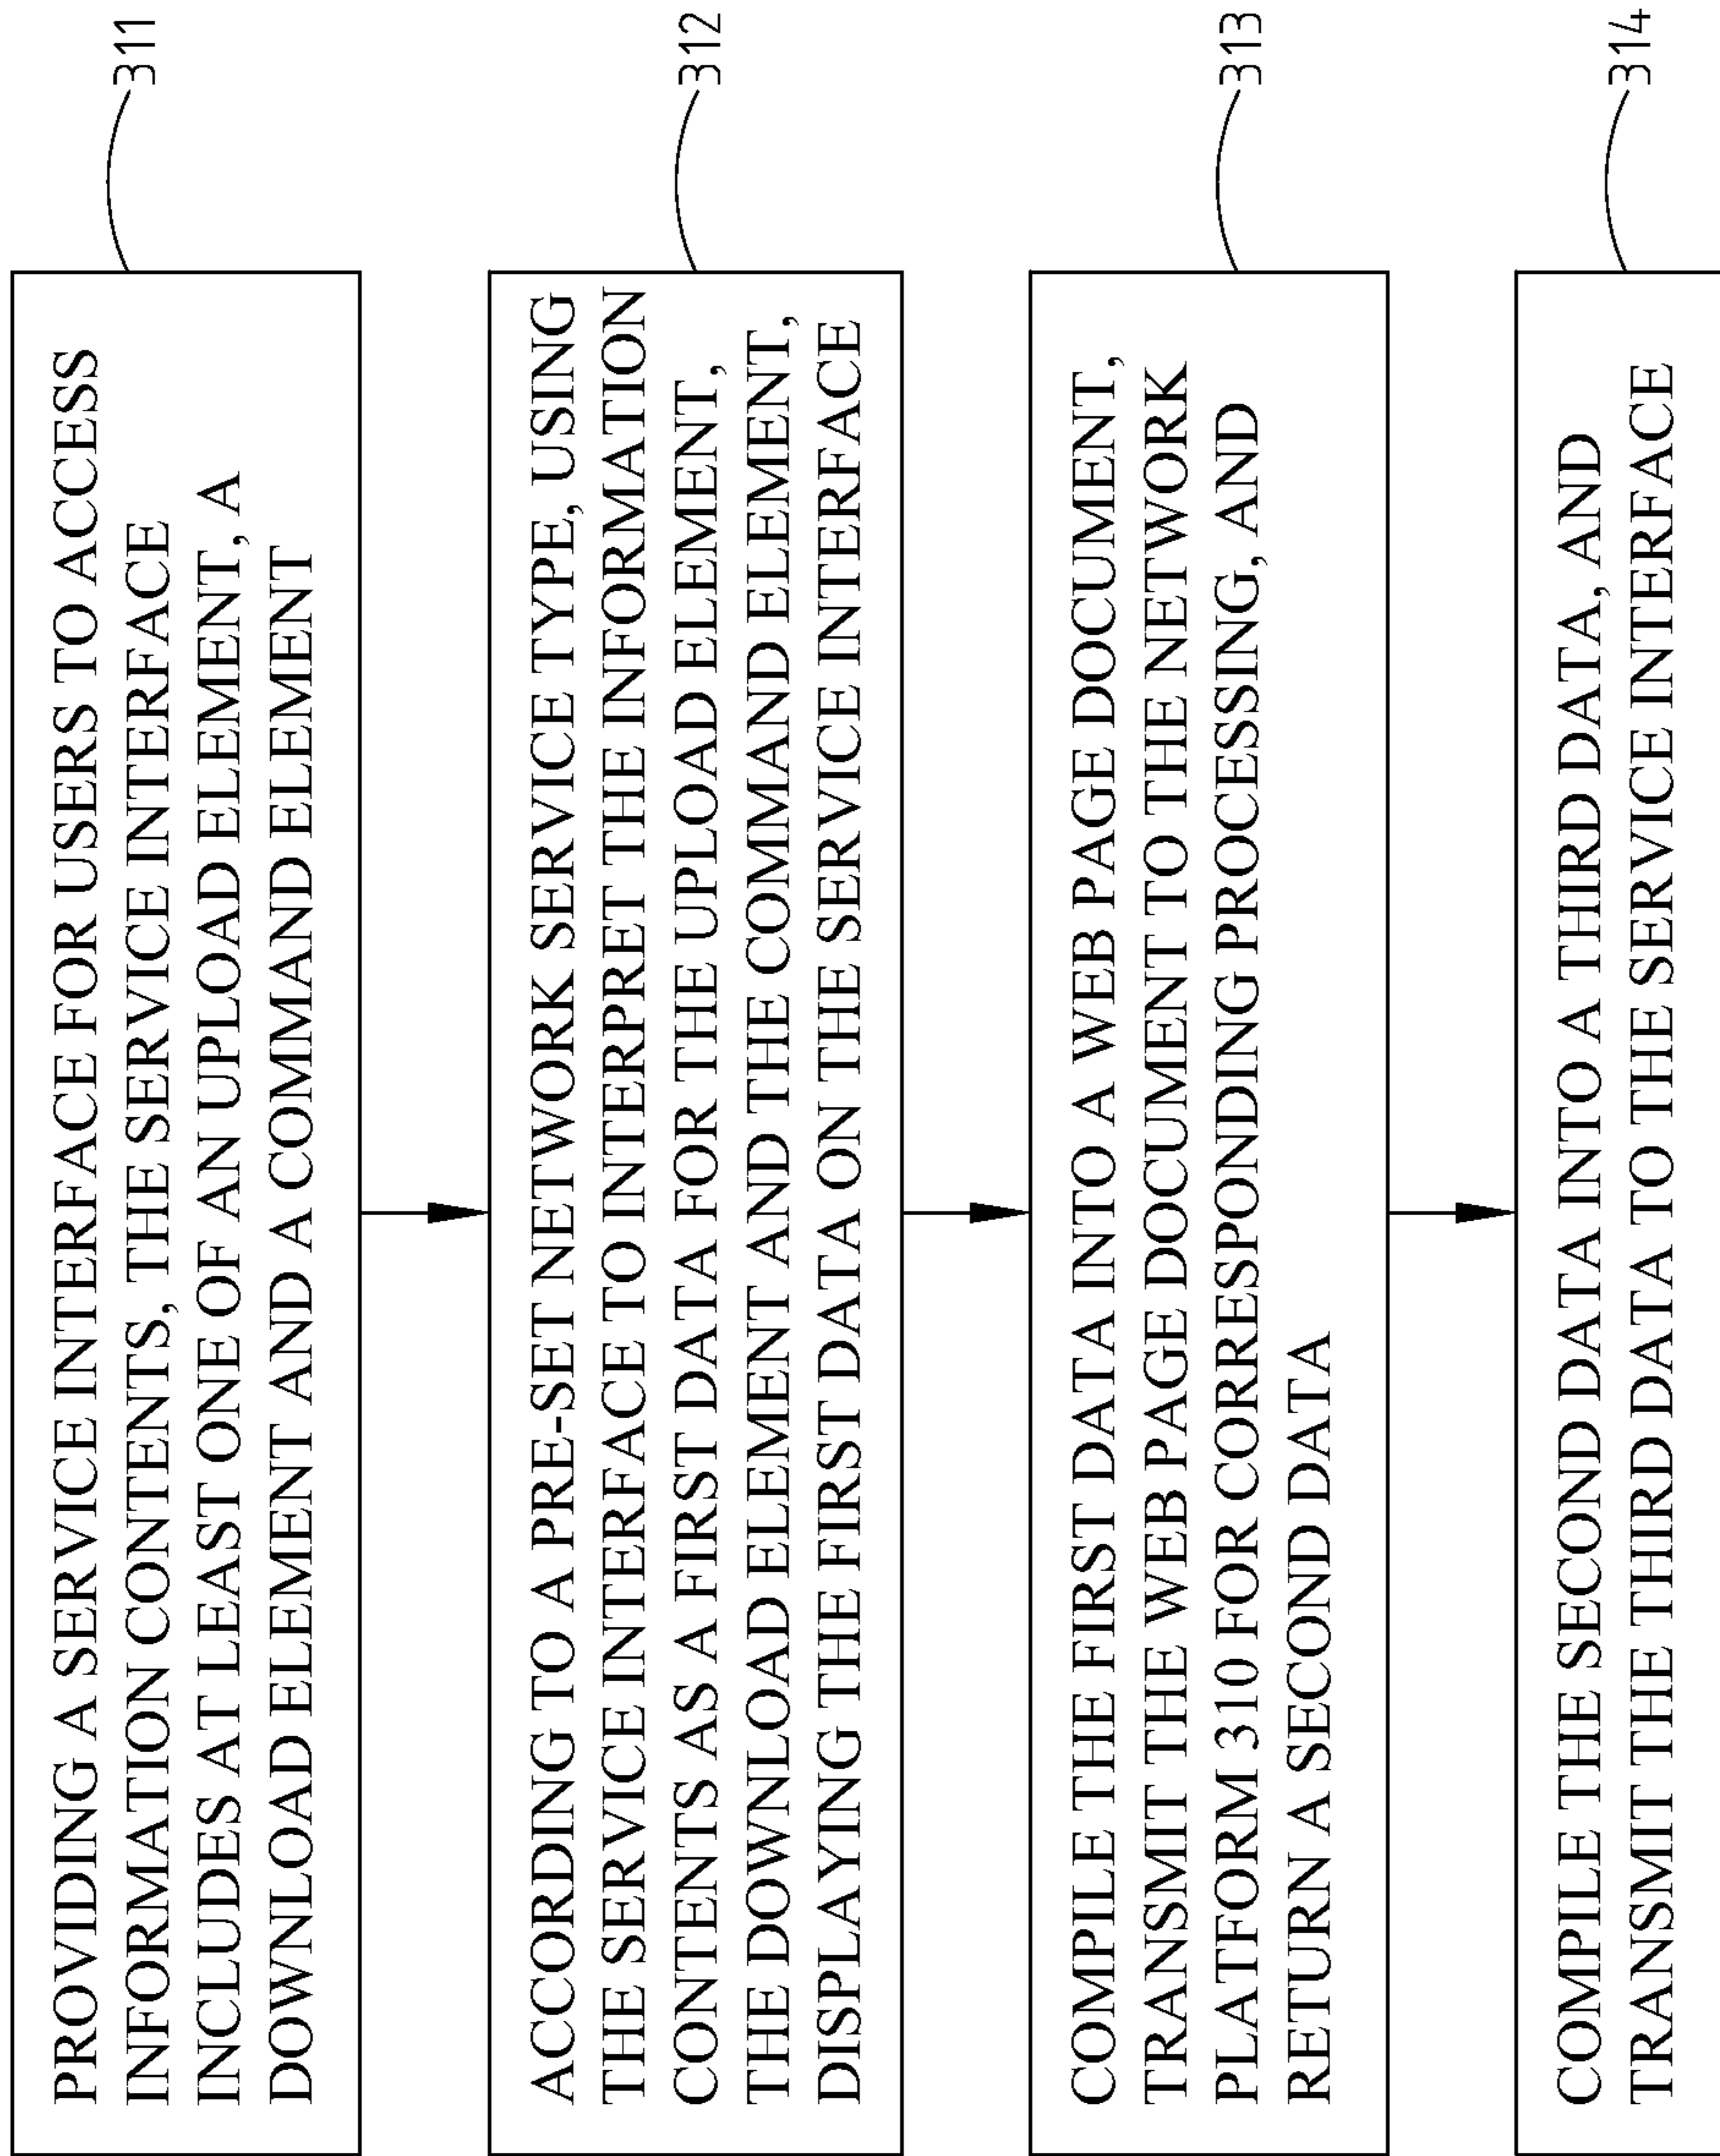 PROVIDING A SERVICE INTERFACE FOR USERS TO ACCESS
INFORMATION CONTENTS, THE SERVICE INTERFACE
INCLUDES AT LEAST ONE OF AN UPLOAD ELEMENT, A
DOWNLOAD ELEMENT AND A COMMAND ELEMENT
311
ACCORDING TO A PRE-SET NETWORK SERVICE TYPE, USING
THE SERVICE INTERFACE TO INTERPRET THE INFORMATION
CONTENTS AS A FIRST DATA FOR THE UPLOAD ELEMENT,
THE DOWNLOAD ELEMENT AND THE COMMAND ELEMENT,
DISPLAYING THE FIRST DATA ON THE SERVICE INTERFACE
312
COMPILE THE FIRST DATA INTO A WEB PAGE DOCUMENT,
TRANSMIT THE WEB PAGE DOCUMENT TO THE NETWORK
PLATFORM 310 FOR CORRESPONDING PROCESSING, AND
RETURN A SECOND DATA
313
COMPILE THE SECOND DATA INTO A THIRD DATA, AND
TRANSMIT THE THIRD DATA TO THE SERVICE INTERFACE
314